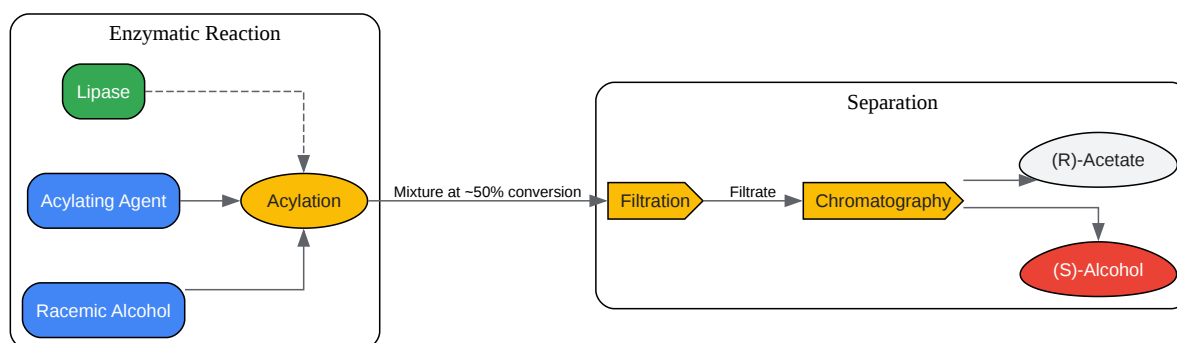 Enzymatic Reaction
Lipase
Acylating Agent
Racemic Alcohol
Acylation
Mixture at ~50% conversion
Separation
Filtration
Filtrate
Chromatography
(R)-Acetate
(S)-Alcohol